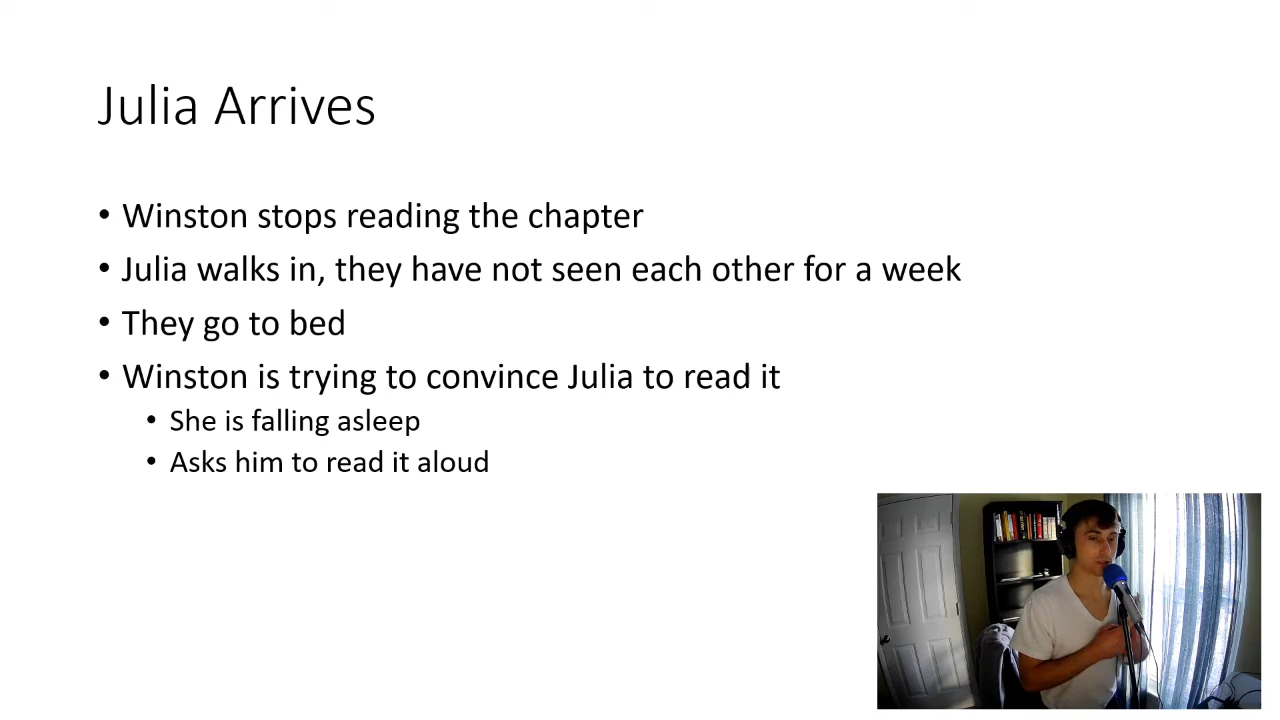 Julia Arrives
• Winston stops reading the chapter
• Julia walks in, they have not seen each other for a week
• They go to bed
• Winston is trying to convince Julia to read it
• She is falling asleep
• Asks him to read it aloud